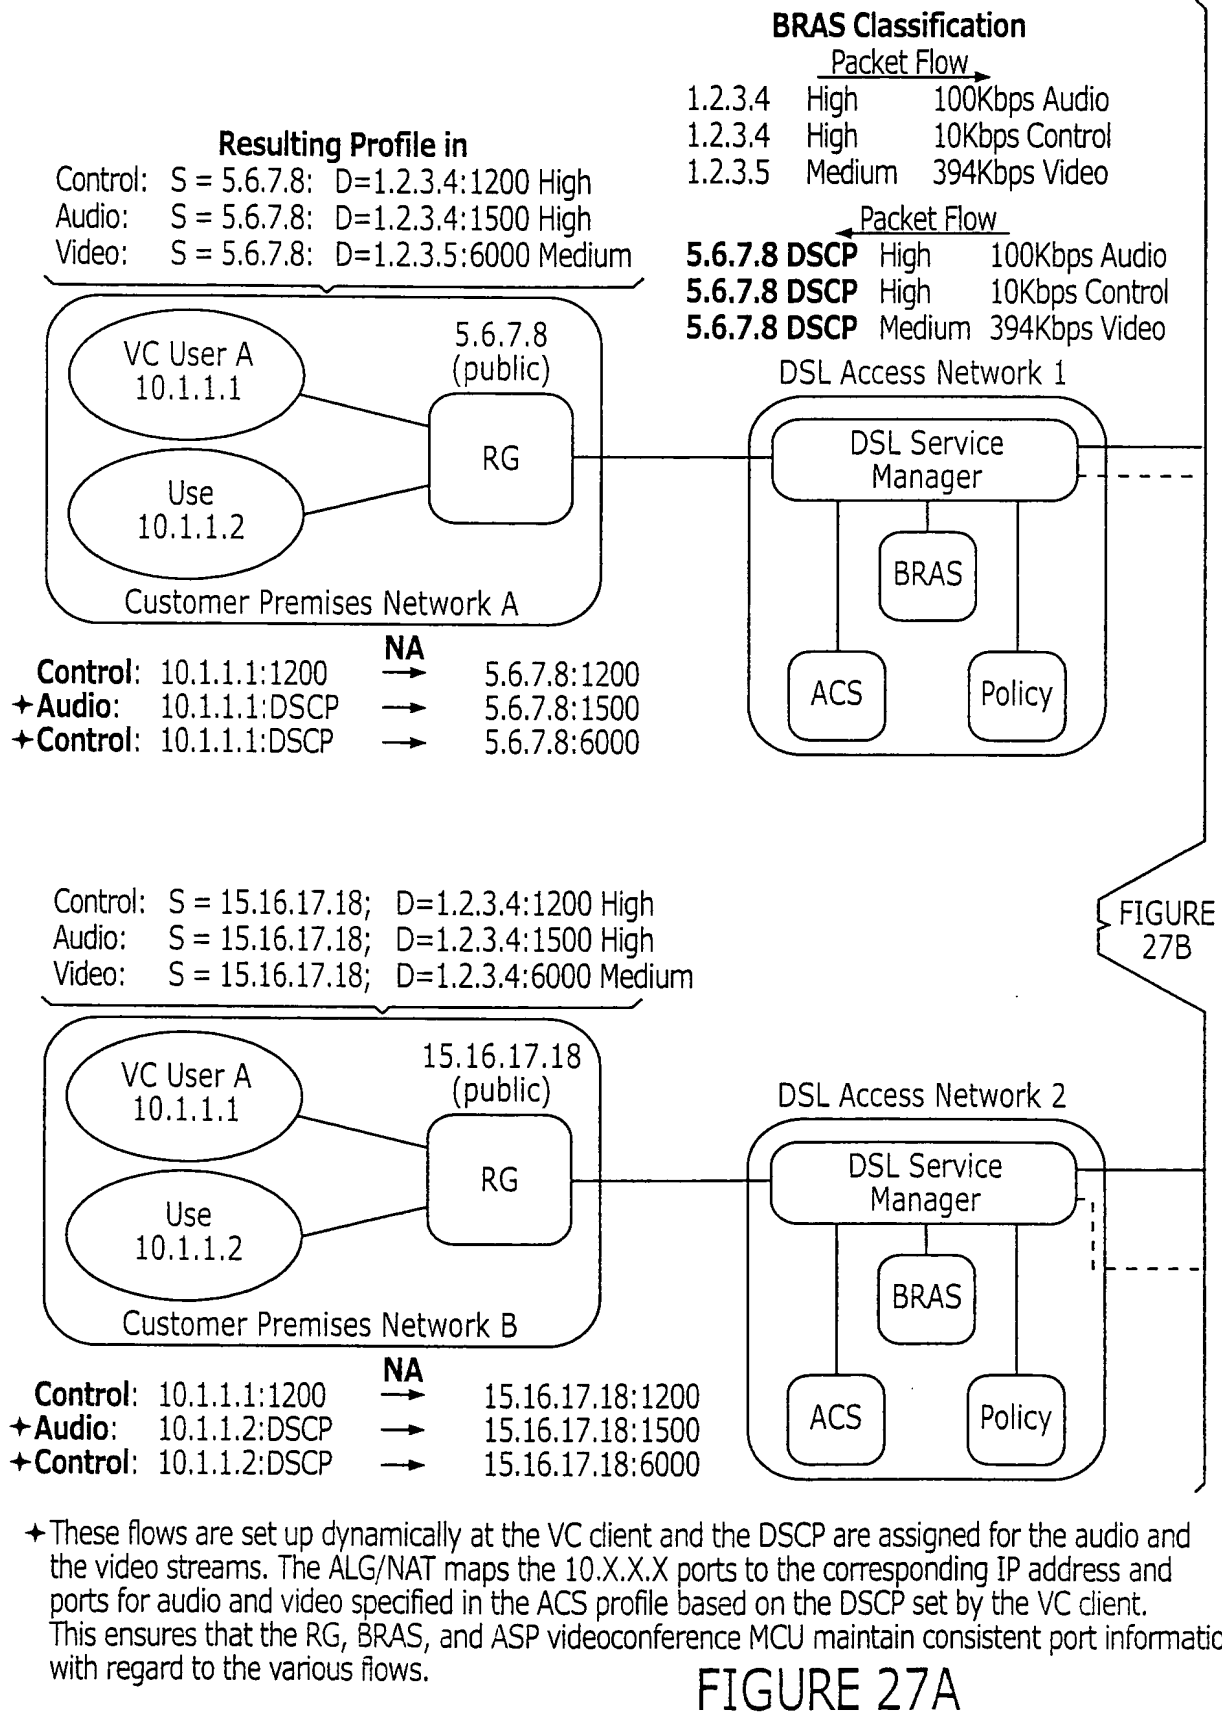 BRAS Classification
Packet Flow
1.2.3.4 High 100Kbps Audio
1.2.3.4 High 10Kbps Control
1.2.3.5 Medium 394Kbps Video
Packet Flow
5.6.7.8 DSCP High 100Kbps Audio
5.6.7.8 DSCP High 10Kbps Control
5.6.7.8 DSCP Medium 394Kbps Video
Resulting Profile in
Control: S = 5.6.7.8: D=1.2.3.4:1200 High
Audio: S = 5.6.7.8: D=1.2.3.4:1500 High
Video: S = 5.6.7.8: D=1.2.3.5:6000 Medium
VC User A
10.1.1.1
Use
10.1.1.2
5.6.7.8
(public)
RG
Customer Premises Network A
DSL Access Network 1
DSL Service
Manager
BRAS
ACS
Policy
NA
Control: 10.1.1.1:1200 → 5.6.7.8:1200
✦Audio: 10.1.1.1:DSCP → 5.6.7.8:1500
✦Control: 10.1.1.1:DSCP → 5.6.7.8:6000
FIGURE
27B
Control: S = 15.16.17.18; D=1.2.3.4:1200 High
Audio: S = 15.16.17.18; D=1.2.3.4:1500 High
Video: S = 15.16.17.18; D=1.2.3.4:6000 Medium
VC User A
10.1.1.1
Use
10.1.1.2
15.16.17.18
(public)
RG
Customer Premises Network B
DSL Access Network 2
DSL Service
Manager
BRAS
ACS
Policy
NA
Control: 10.1.1.1:1200 → 15.16.17.18:1200
✦Audio: 10.1.1.2:DSCP → 15.16.17.18:1500
✦Control: 10.1.1.2:DSCP → 15.16.17.18:6000
✦These flows are set up dynamically at the VC client and the DSCP are assigned for the audio and
the video streams. The ALG/NAT maps the 10.X.X.X ports to the corresponding IP address and
ports for audio and video specified in the ACS profile based on the DSCP set by the VC client.
This ensures that the RG, BRAS, and ASP videoconference MCU maintain consistent port informatio
with regard to the various flows.
FIGURE 27A